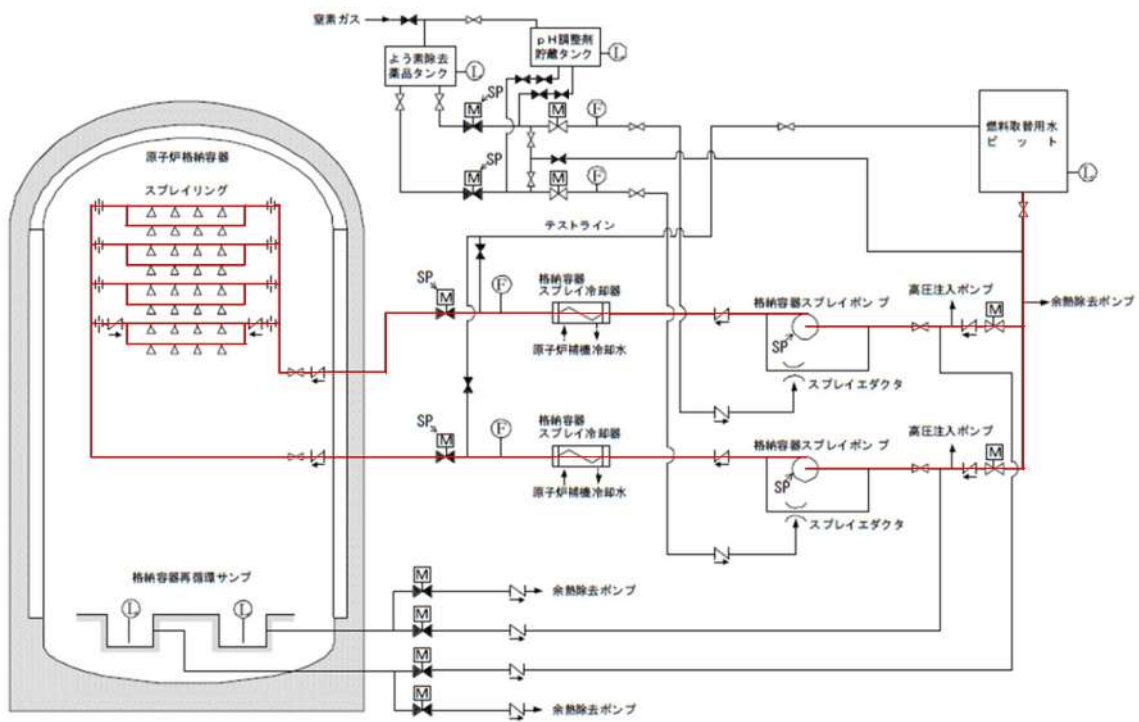 窒素ガス
よう素除去
薬品タンク
L
pH調整剤
貯蔵タンク
L
SP
M
M
F
SP
M
M
F
燃料取替用水
ピット
L
原子炉格納容器
スプレイリング
テストライン
SP
M
F
格納容器
スプレイ冷却器
原子炉補機冷却水
格納容器スプレイポンプ
SP
スプレイエダクタ
高圧注入ポンプ
M
余熱除去ポンプ
SP
M
F
格納容器
スプレイ冷却器
原子炉補機冷却水
格納容器スプレイポンプ
SP
スプレイエダクタ
高圧注入ポンプ
M
格納容器再循環サンプ
L
L
M
余熱除去ポンプ
M
M
M
余熱除去ポンプ